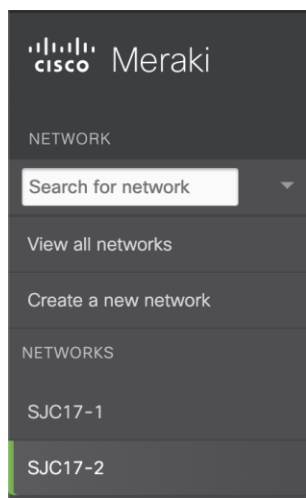 cisco Meraki
NETWORK
Search for network
View all networks
Create a new network
NETWORKS
SJC17-1
SJC17-2